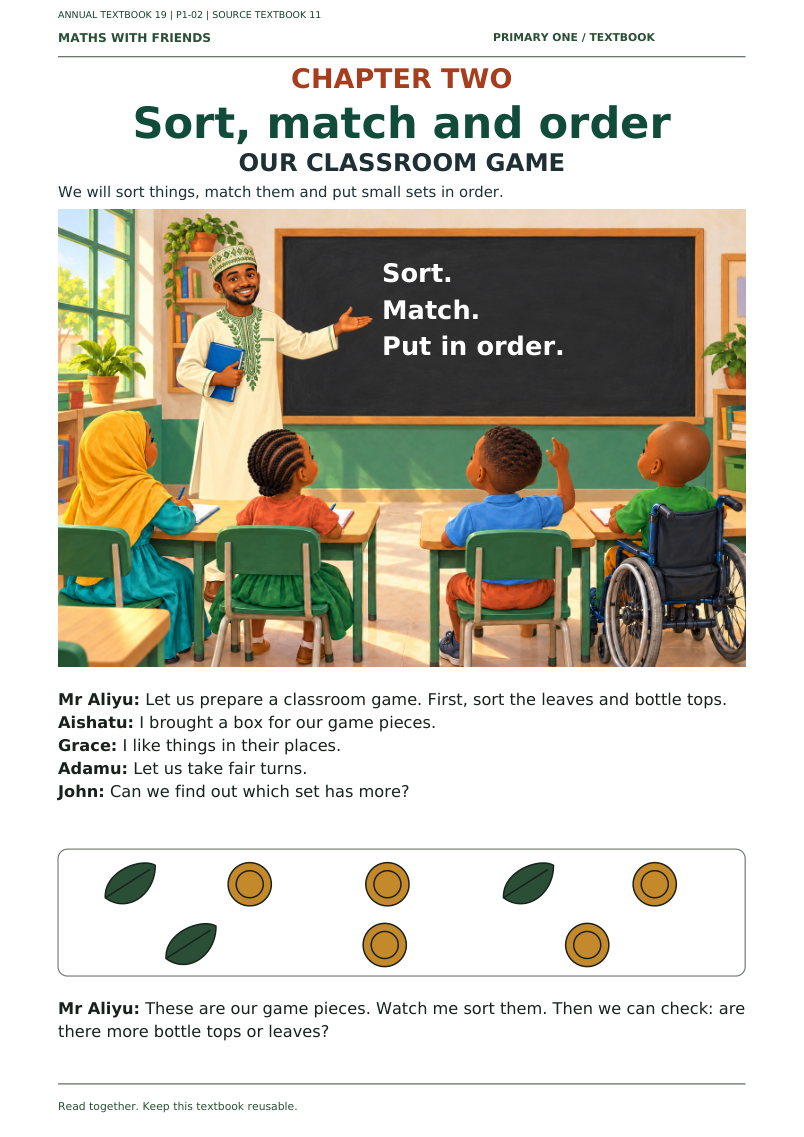 ANNUAL TEXTBOOK 19 | P1-02 | SOURCE TEXTBOOK 11
MATHS WITH FRIENDS
PRIMARY ONE / TEXTBOOK
CHAPTER TWO
Sort, match and order
OUR CLASSROOM GAME
We will sort things, match them and put small sets in order.
Sort.
Match.
Put in order.
Mr Aliyu: Let us prepare a classroom game. First, sort the leaves and bottle tops.
Aishatu: I brought a box for our game pieces.
Grace: I like things in their places.
Adamu: Let us take fair turns.
John: Can we find out which set has more?
Mr Aliyu: These are our game pieces. Watch me sort them. Then we can check: are
there more bottle tops or leaves?
Read together. Keep this textbook reusable.